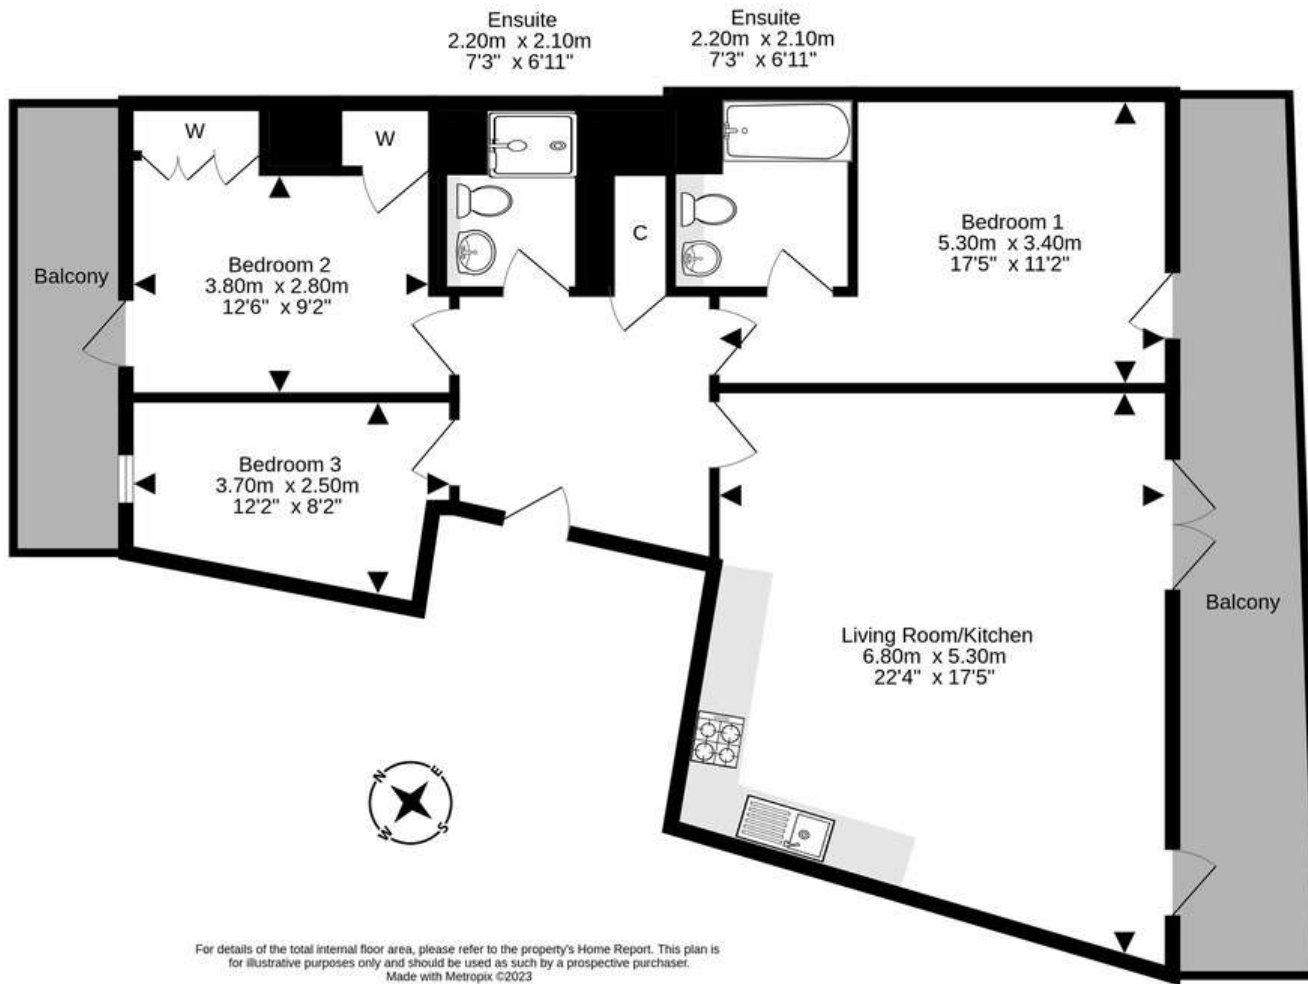 Ensuite
2.20m x 2.10m
7'3" x 6'11"
Ensuite
2.20m x 2.10m
7'3" x 6'11"
W
W
C
Balcony
Bedroom 2
3.80m x 2.80m
12'6" x 9'2"
Bedroom 1
5.30m x 3.40m
17'5" x 11'2"
Bedroom 3
3.70m x 2.50m
12'2" x 8'2"
Living Room/Kitchen
6.80m x 5.30m
22'4" x 17'5"
Balcony
N
E
W
S
For details of the total internal floor area, please refer to the property's Home Report. This plan is
for illustrative purposes only and should be used as such by a prospective purchaser.
Made with Metropix ©2023